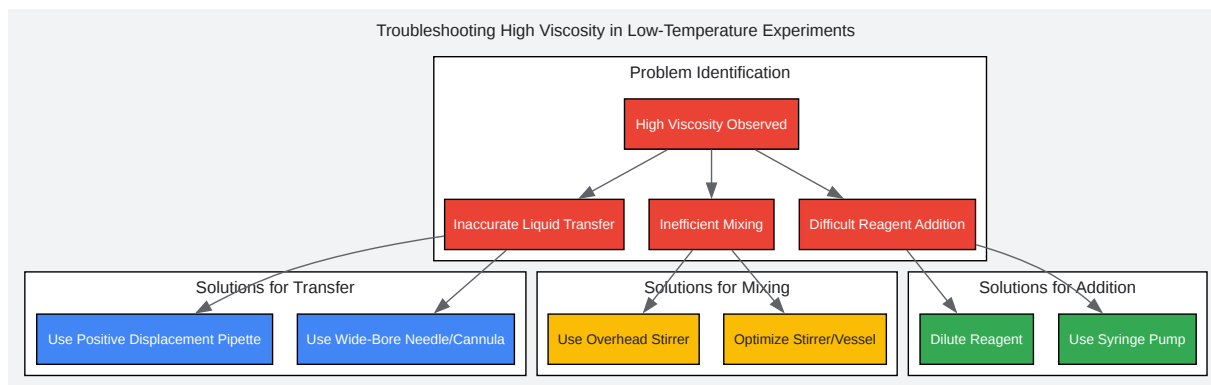 Troubleshooting High Viscosity in Low-Temperature Experiments
Problem Identification
High Viscosity Observed
Inaccurate Liquid Transfer
Inefficient Mixing
Difficult Reagent Addition
Solutions for Transfer
Solutions for Mixing
Solutions for Addition
Use Positive Displacement Pipette
Use Wide-Bore Needle/Cannula
Use Overhead Stirrer
Optimize Stirrer/Vessel
Dilute Reagent
Use Syringe Pump